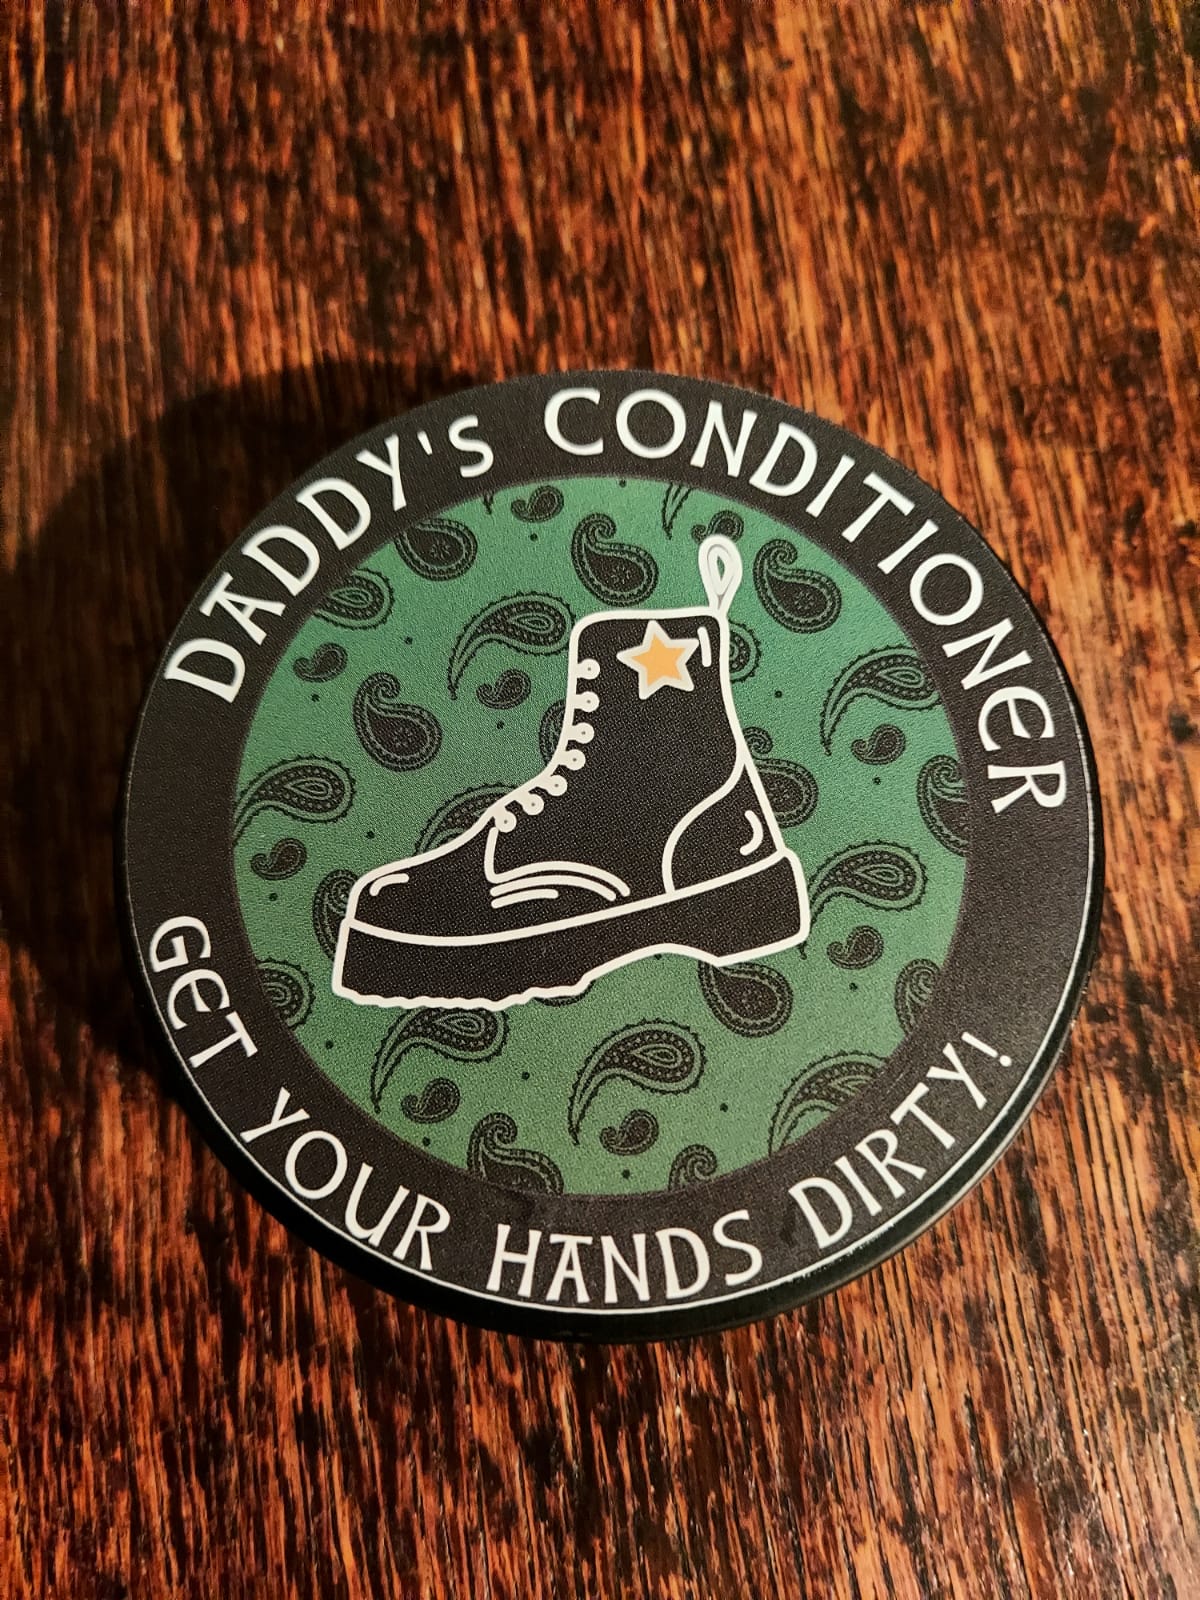 DADDY'S CONDITIONER
GET YOUR HANDS DIRTY!